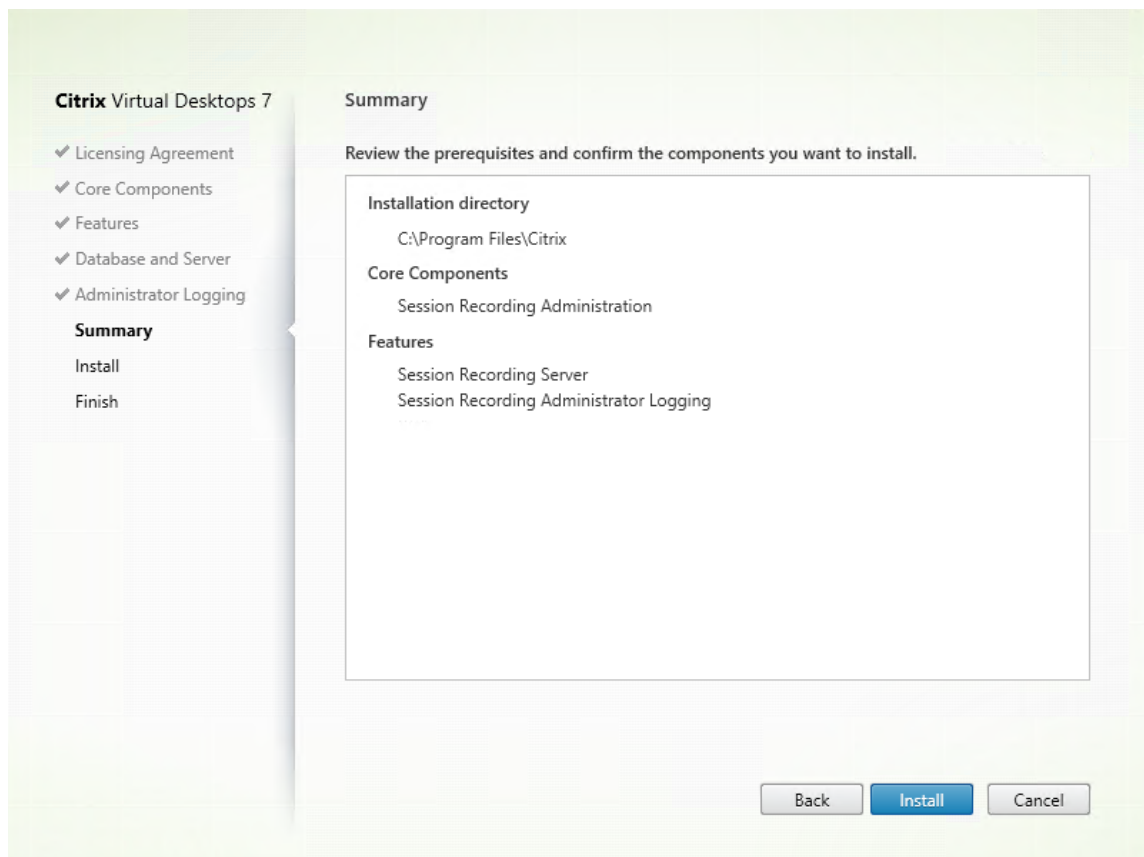 Citrix Virtual Desktops 7
Licensing Agreement
Core Components
Features
Database and Server
Administrator Logging
Summary
Install
Finish
Summary
Review the prerequisites and confirm the components you want to install.
Installation directory
C:\Program Files\Citrix
Core Components
Session Recording Administration
Features
Session Recording Server
Session Recording Administrator Logging
Back
Install
Cancel